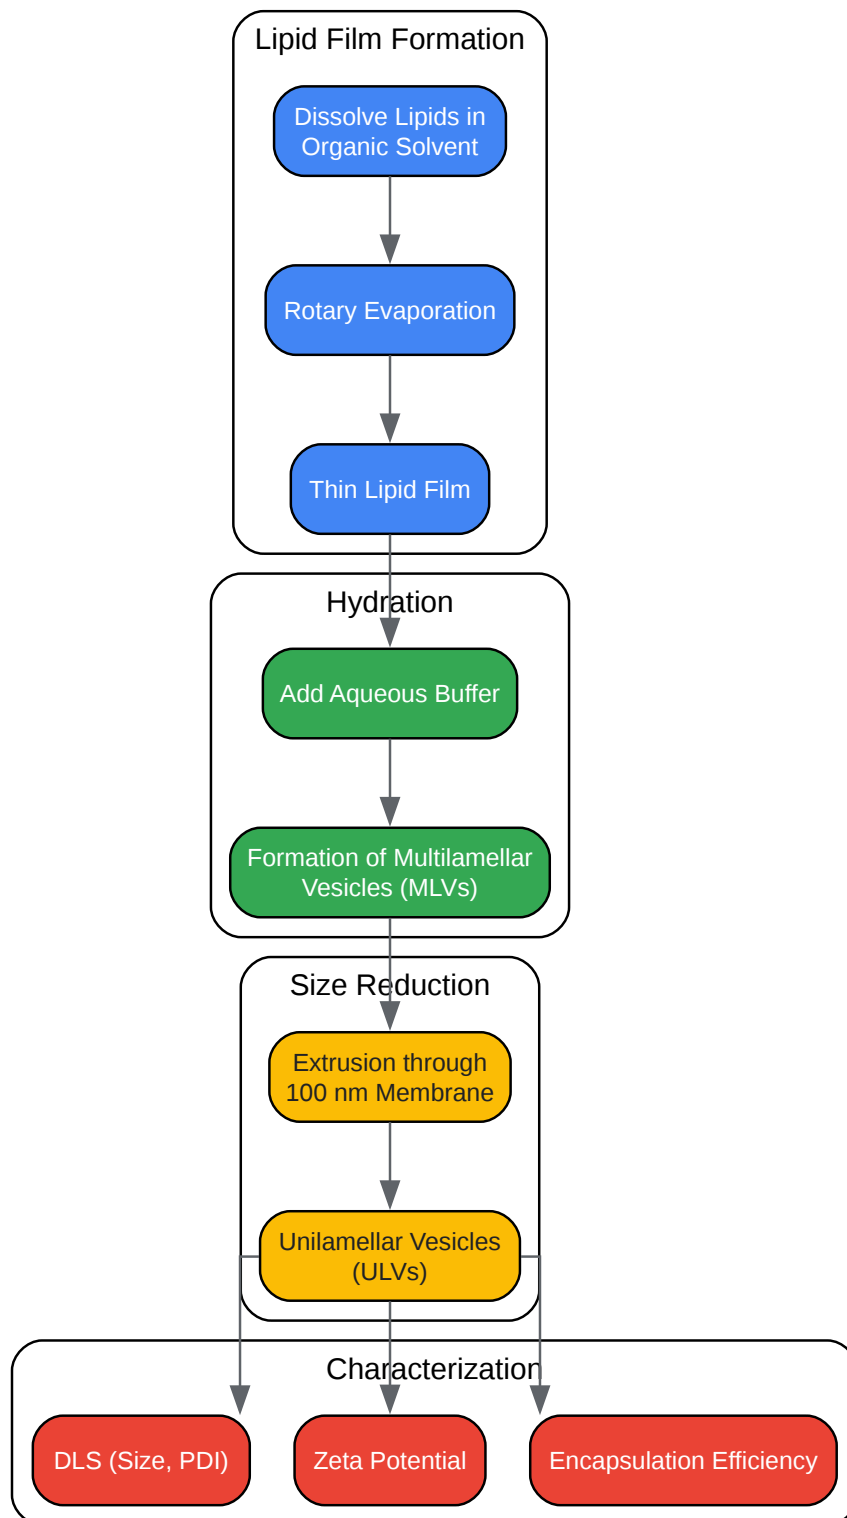 Lipid Film Formation
Dissolve Lipids in
Organic Solvent
Rotary Evaporation
Thin Lipid Film
Hydration
Add Aqueous Buffer
Formation of Multilamellar
Vesicles (MLVs)
Size Reduction
Extrusion through
100 nm Membrane
Unilamellar Vesicles
(ULVs)
Characterization
DLS (Size, PDI)
Zeta Potential
Encapsulation Efficiency